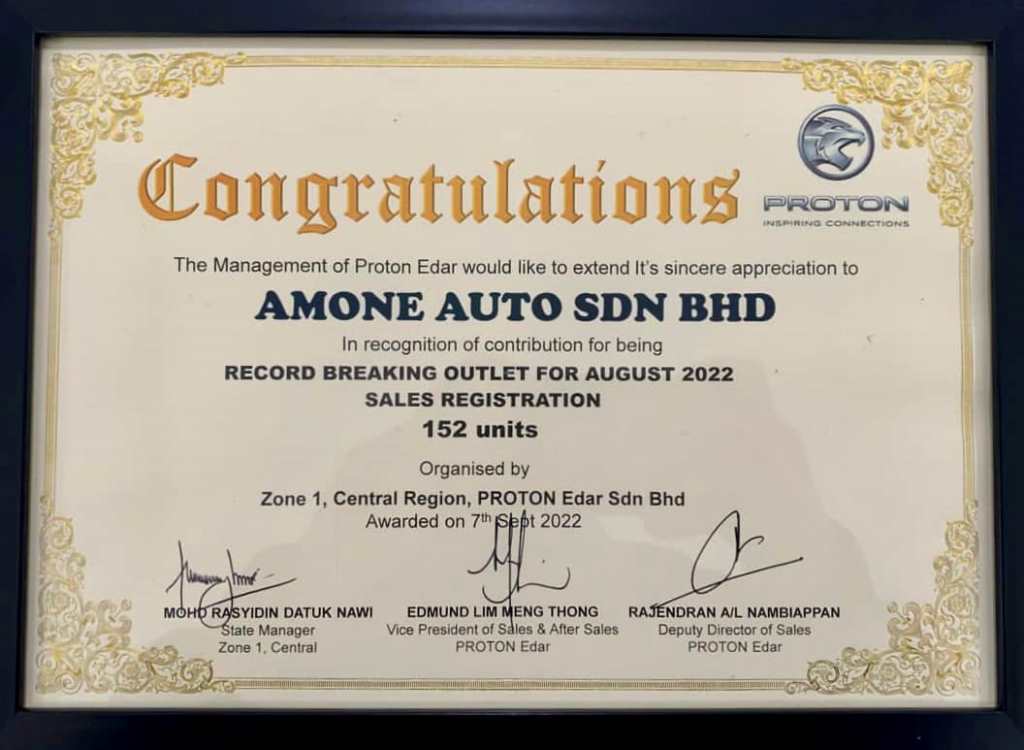 Congratulations
PROTON
INSPIRING CONNECTIONS
The Management of Proton Edar would like to extend It's sincere appreciation to
AMONE AUTO SDN BHD
In recognition of contribution for being
RECORD BREAKING OUTLET FOR AUGUST 2022
SALES REGISTRATION
152 units
Organised by
Zone 1, Central Region, PROTON Edar Sdn Bhd
Awarded on 7th Sept 2022
MOHD RASYIDIN DATUK NAWI
State Manager
Zone 1, Central
EDMUND LIM MENG THONG
Vice President of Sales & After Sales
PROTON Edar
RAJENDRAN A/L NAMBIAPPAN
Deputy Director of Sales
PROTON Edar